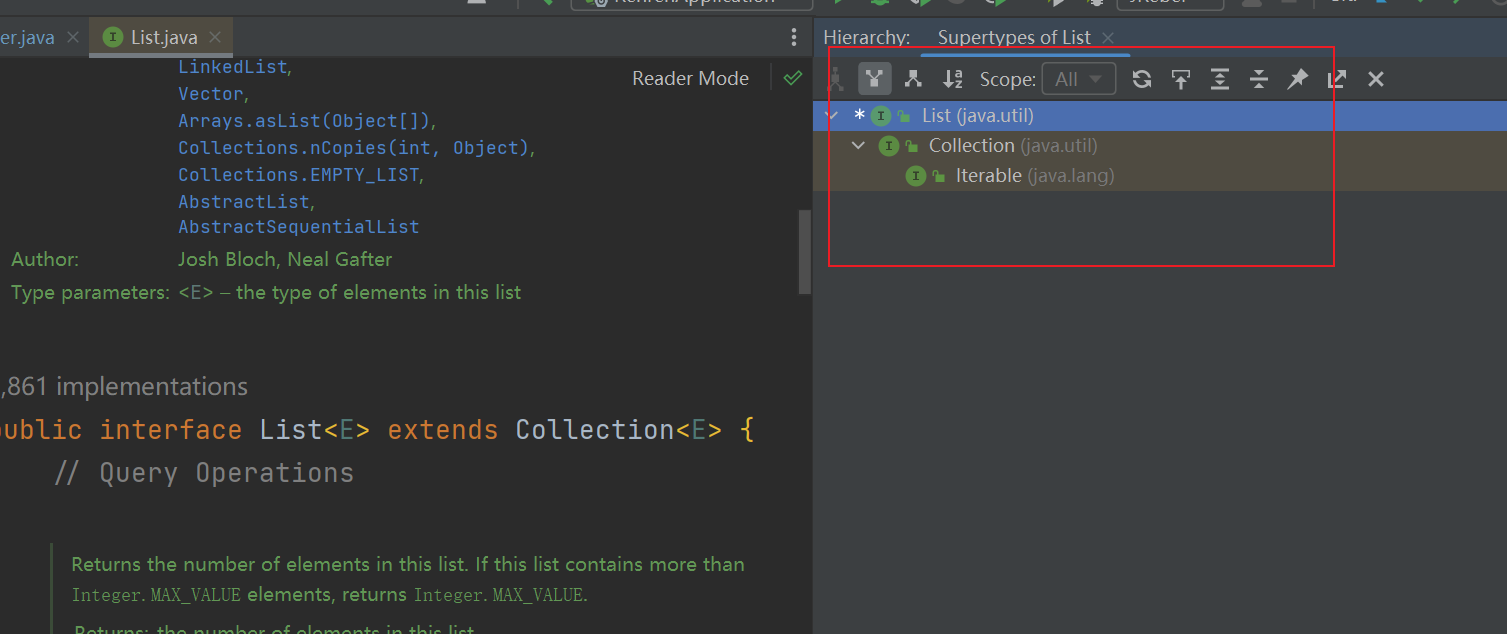 er.java
List.java
Hierarchy:
Supertypes of List
LinkedList,
Vector,
Arrays.asList(Object[]),
Collections.nCopies(int, Object),
Collections.EMPTY_LIST,
AbstractList,
AbstractSequentialList
Reader Mode
Author: Josh Bloch, Neal Gafter
Type parameters: <E> – the type of elements in this list
,861 implementations
public interface List<E> extends Collection<E> {
// Query Operations
Returns the number of elements in this list. If this list contains more than
Integer.MAX_VALUE elements, returns Integer.MAX_VALUE.
Returns: the number of elements in this list
Scope: All
* I List (java.util)
I Collection (java.util)
I Iterable (java.lang)